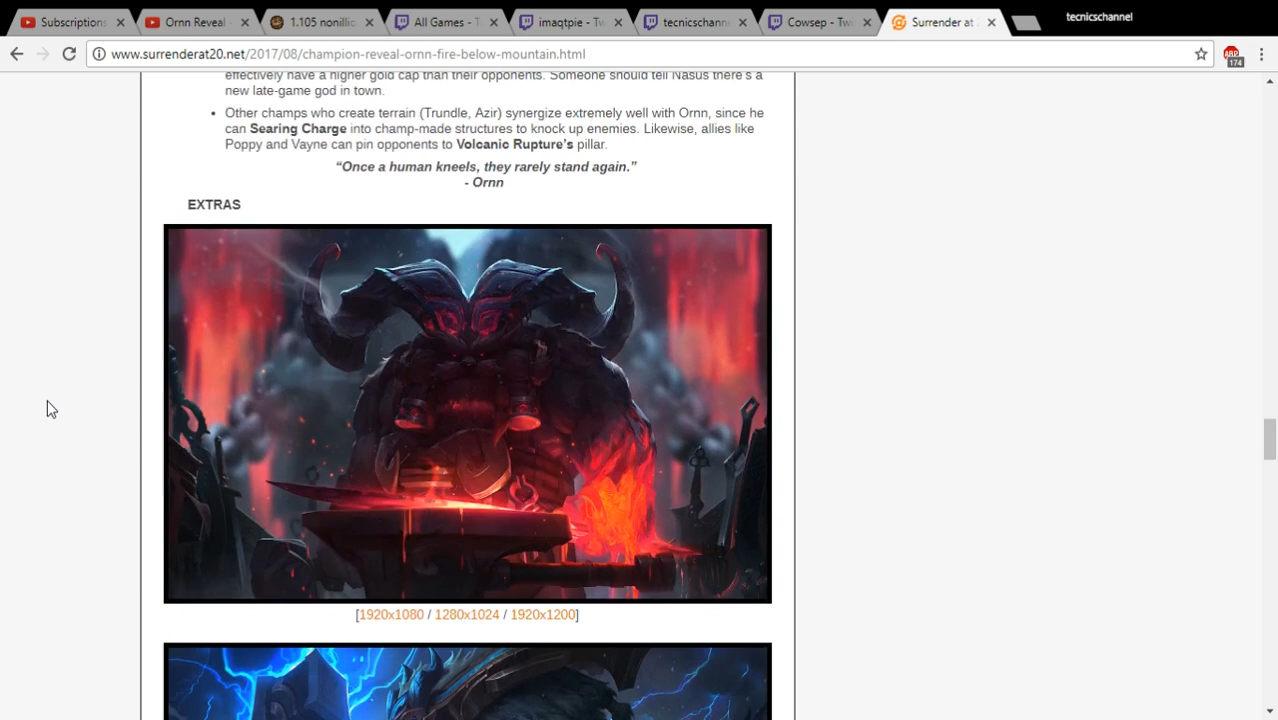 Subscriptions
Ornn Reveal -
1.105 nonillio
All Games - T
imaqtpie - Tw
tecnicschann
Cowsep - Twi
Surrender at
tecnicschannel
www.surrenderat20.net/2017/08/champion-reveal-ornn-fire-below-mountain.html
ABP
174
effectively have a higher gold cap than their opponents. Someone should tell Nasus there's a
new late-game god in town.
• Other champs who create terrain (Trundle, Azir) synergize extremely well with Ornn, since he
can Searing Charge into champ-made structures to knock up enemies. Likewise, allies like
Poppy and Vayne can pin opponents to Volcanic Rupture's pillar.
“Once a human kneels, they rarely stand again.”
- Ornn
EXTRAS
[1920x1080 / 1280x1024 / 1920x1200]